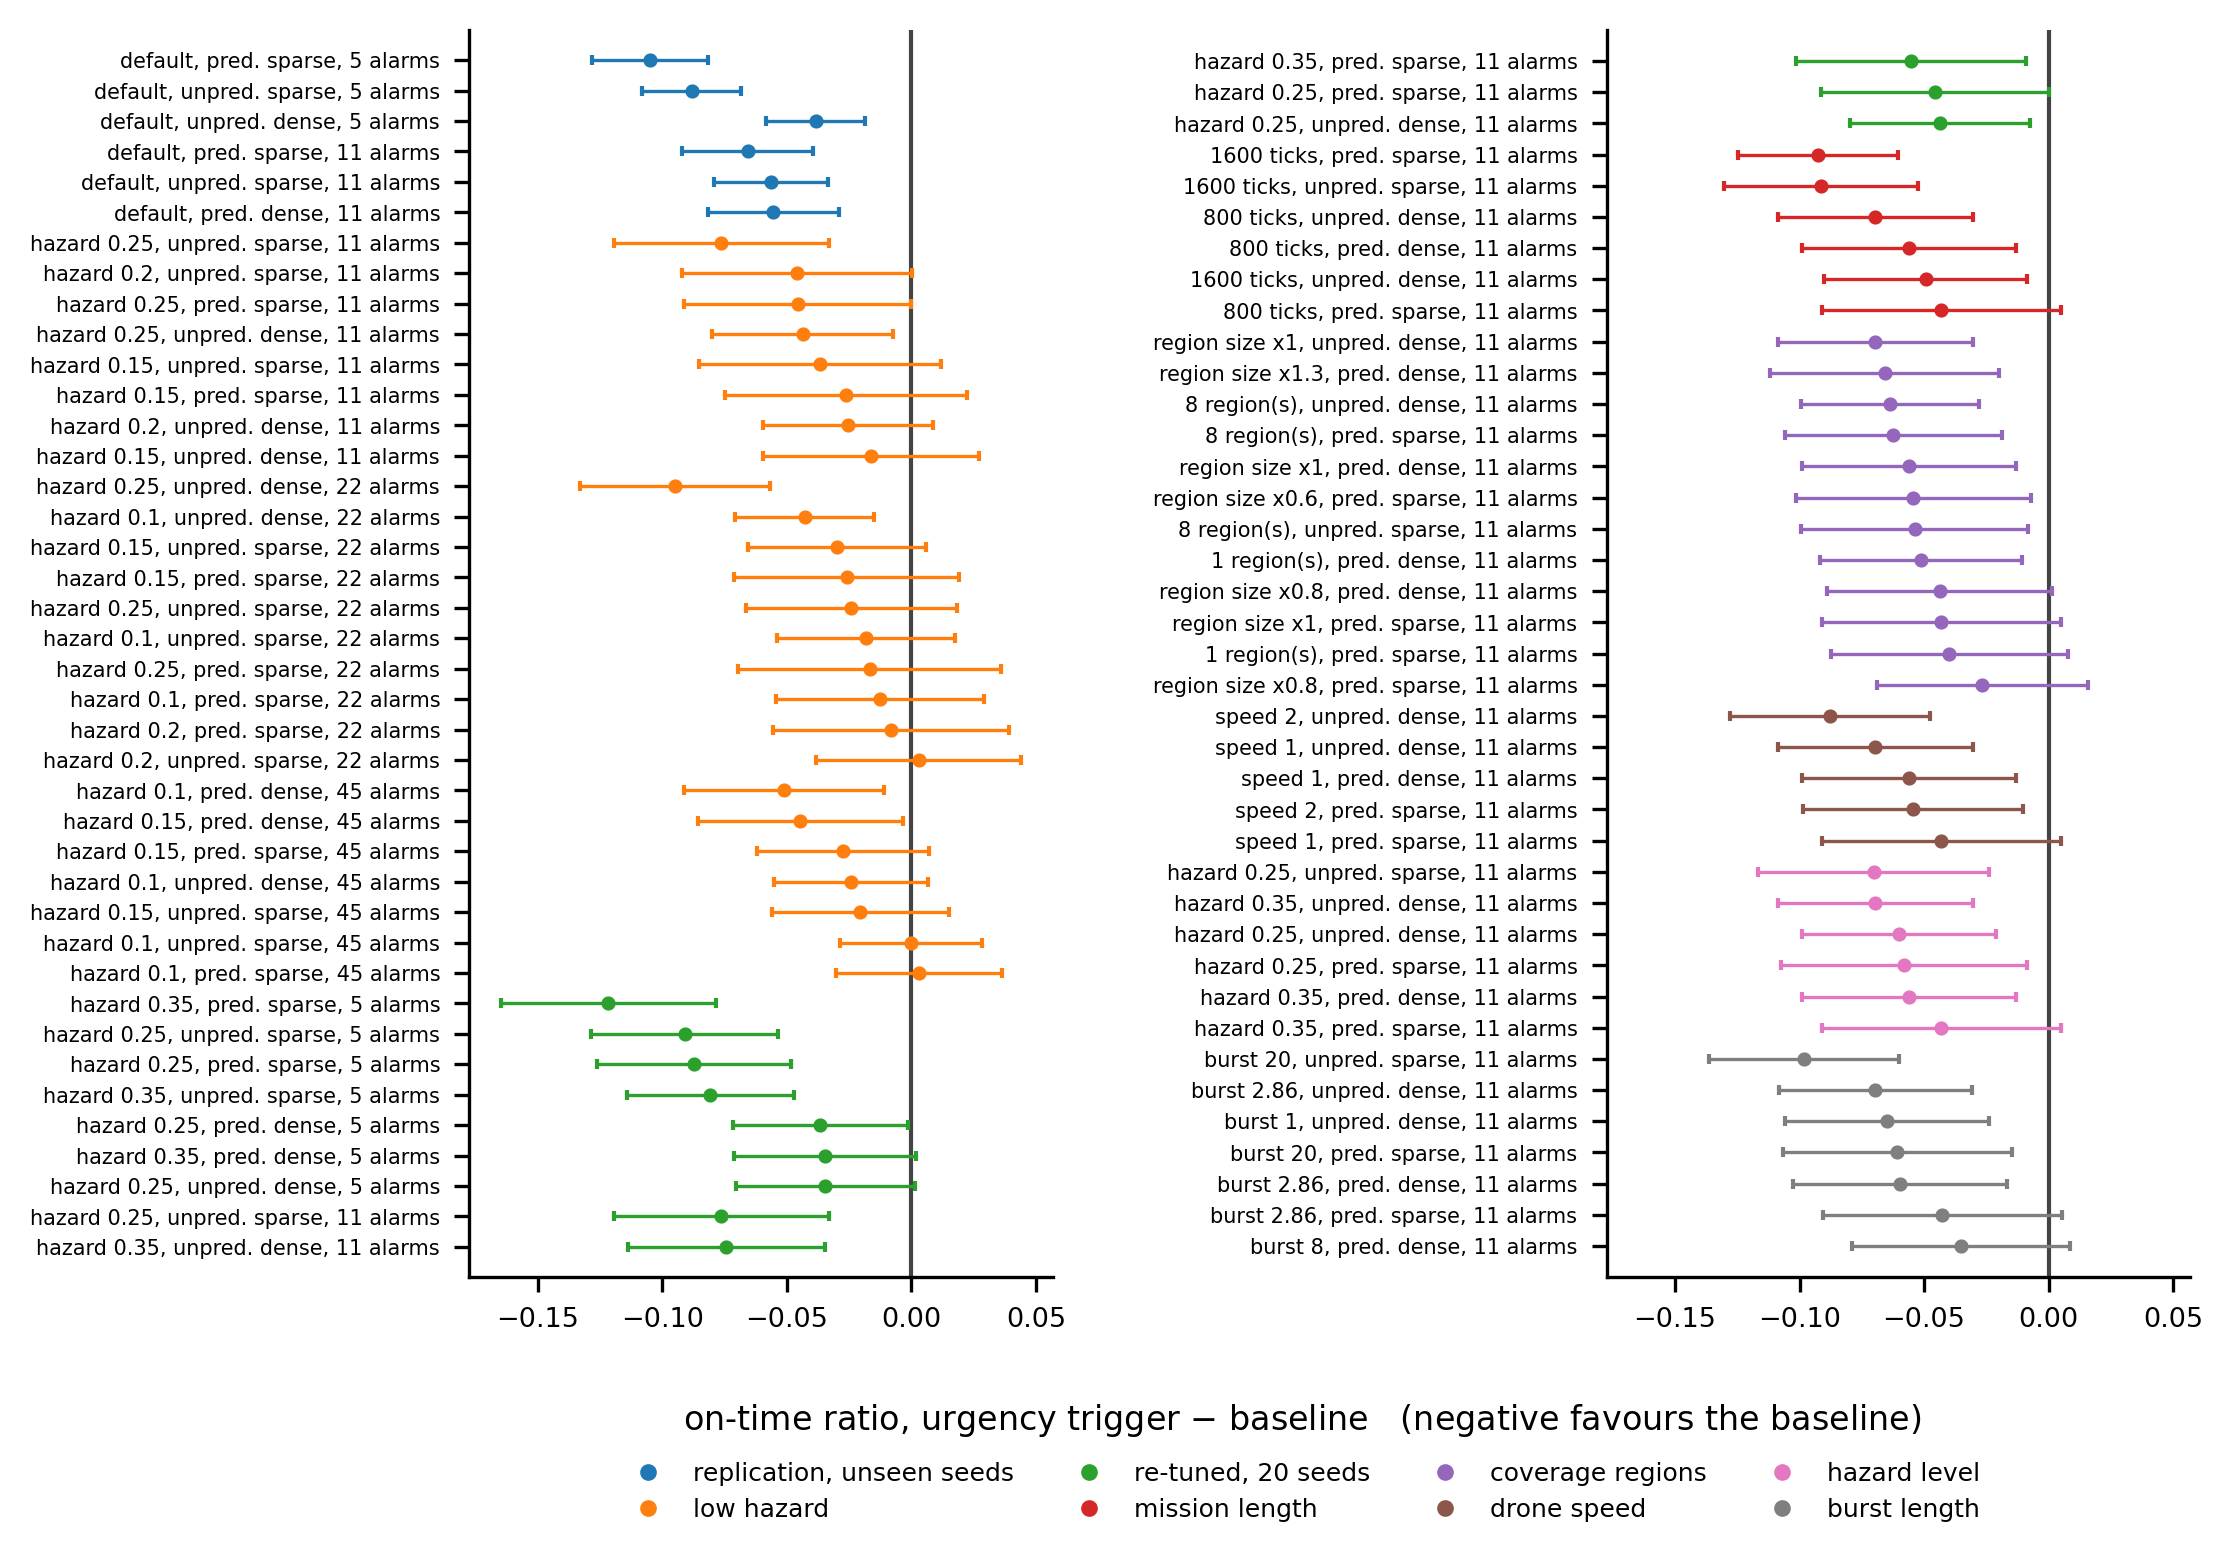 default, pred. sparse, 5 alarms
default, unpred. sparse, 5 alarms
default, unpred. dense, 5 alarms
default, pred. sparse, 11 alarms
default, unpred. sparse, 11 alarms
default, pred. dense, 11 alarms
hazard 0.25, unpred. sparse, 11 alarms
hazard 0.2, unpred. sparse, 11 alarms
hazard 0.25, pred. sparse, 11 alarms
hazard 0.25, unpred. dense, 11 alarms
hazard 0.15, unpred. sparse, 11 alarms
hazard 0.15, pred. sparse, 11 alarms
hazard 0.2, unpred. dense, 11 alarms
hazard 0.15, unpred. dense, 11 alarms
hazard 0.25, unpred. dense, 22 alarms
hazard 0.1, unpred. dense, 22 alarms
hazard 0.15, unpred. sparse, 22 alarms
hazard 0.15, pred. sparse, 22 alarms
hazard 0.25, unpred. sparse, 22 alarms
hazard 0.1, unpred. sparse, 22 alarms
hazard 0.25, pred. sparse, 22 alarms
hazard 0.1, pred. sparse, 22 alarms
hazard 0.2, pred. sparse, 22 alarms
hazard 0.2, unpred. sparse, 22 alarms
hazard 0.1, pred. dense, 45 alarms
hazard 0.15, pred. dense, 45 alarms
hazard 0.15, pred. sparse, 45 alarms
hazard 0.1, unpred. dense, 45 alarms
hazard 0.15, unpred. sparse, 45 alarms
hazard 0.1, unpred. sparse, 45 alarms
hazard 0.1, pred. sparse, 45 alarms
hazard 0.35, pred. sparse, 5 alarms
hazard 0.25, unpred. sparse, 5 alarms
hazard 0.25, pred. sparse, 5 alarms
hazard 0.35, unpred. sparse, 5 alarms
hazard 0.25, pred. dense, 5 alarms
hazard 0.35, pred. dense, 5 alarms
hazard 0.25, unpred. dense, 5 alarms
hazard 0.25, unpred. sparse, 11 alarms
hazard 0.35, unpred. dense, 11 alarms
−0.15 −0.10 −0.05 0.00 0.05
hazard 0.35, pred. sparse, 11 alarms
hazard 0.25, pred. sparse, 11 alarms
hazard 0.25, unpred. dense, 11 alarms
1600 ticks, pred. sparse, 11 alarms
1600 ticks, unpred. sparse, 11 alarms
800 ticks, unpred. dense, 11 alarms
800 ticks, pred. dense, 11 alarms
1600 ticks, unpred. dense, 11 alarms
800 ticks, pred. sparse, 11 alarms
region size x1, unpred. dense, 11 alarms
region size x1.3, pred. dense, 11 alarms
8 region(s), unpred. dense, 11 alarms
8 region(s), pred. sparse, 11 alarms
region size x1, pred. dense, 11 alarms
region size x0.6, pred. sparse, 11 alarms
8 region(s), unpred. sparse, 11 alarms
1 region(s), pred. dense, 11 alarms
region size x0.8, pred. dense, 11 alarms
region size x1, pred. sparse, 11 alarms
1 region(s), pred. sparse, 11 alarms
region size x0.8, pred. sparse, 11 alarms
speed 2, unpred. dense, 11 alarms
speed 1, unpred. dense, 11 alarms
speed 1, pred. dense, 11 alarms
speed 2, pred. sparse, 11 alarms
speed 1, pred. sparse, 11 alarms
hazard 0.25, unpred. sparse, 11 alarms
hazard 0.35, unpred. dense, 11 alarms
hazard 0.25, unpred. dense, 11 alarms
hazard 0.25, pred. sparse, 11 alarms
hazard 0.35, pred. dense, 11 alarms
hazard 0.35, pred. sparse, 11 alarms
burst 20, unpred. sparse, 11 alarms
burst 2.86, unpred. dense, 11 alarms
burst 1, unpred. dense, 11 alarms
burst 20, pred. sparse, 11 alarms
burst 2.86, pred. dense, 11 alarms
burst 2.86, pred. sparse, 11 alarms
burst 8, pred. dense, 11 alarms
−0.15 −0.10 −0.05 0.00 0.05
on-time ratio, urgency trigger − baseline (negative favours the baseline)
replication, unseen seeds
low hazard
re-tuned, 20 seeds
mission length
coverage regions
drone speed
hazard level
burst length